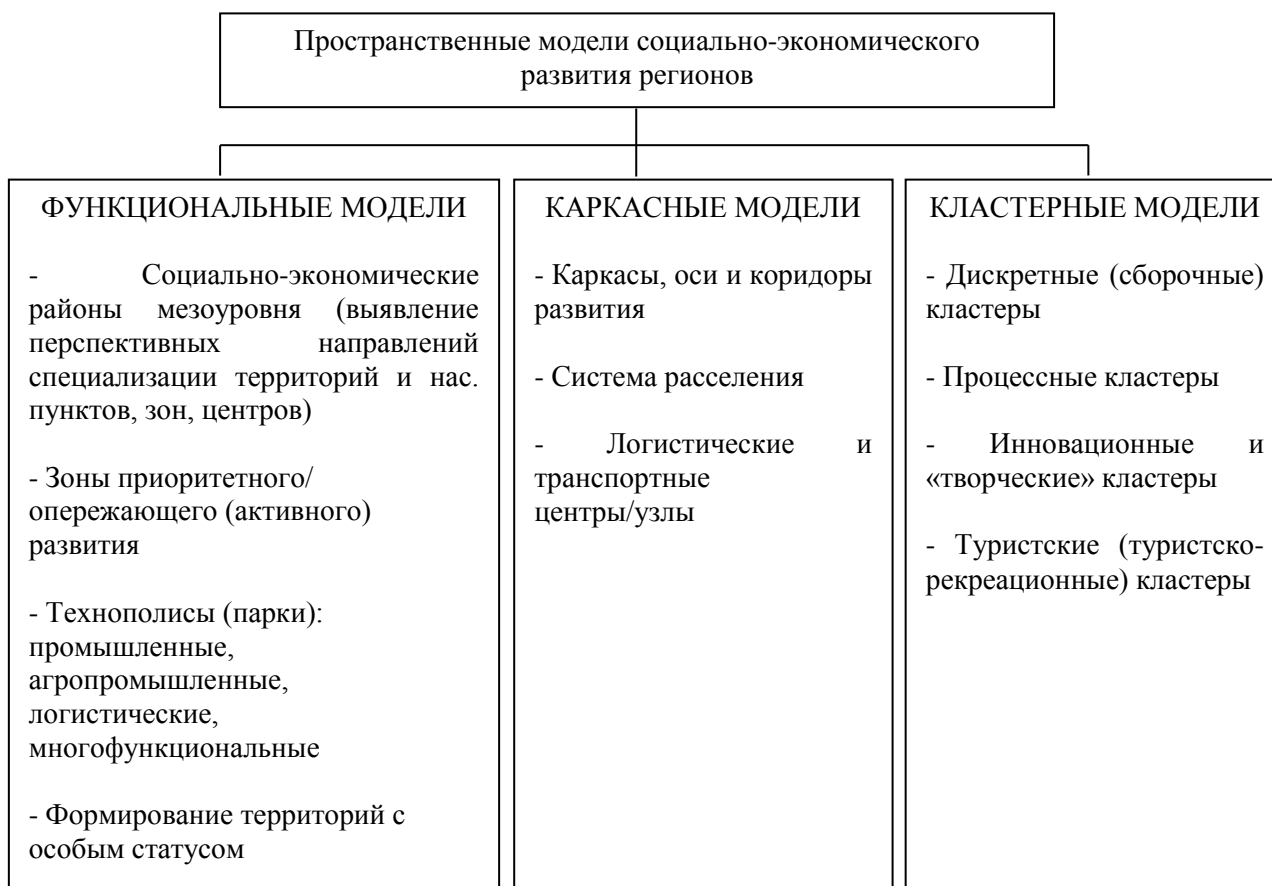 Пространственные модели социально-экономического
развития регионов
ФУНКЦИОНАЛЬНЫЕ МОДЕЛИ
- Социально-экономические
районы мезоуровня (выявление
перспективных направлений
специализации территорий и нас.
пунктов, зон, центров)
- Зоны приоритетного/
опережающего (активного)
развития
- Технополисы (парки):
промышленные,
агропромышленные,
логистические,
многофункциональные
- Формирование территорий с
особым статусом
КАРКАСНЫЕ МОДЕЛИ
- Каркасы, оси и коридоры
развития
- Система расселения
- Логистические и
транспортные
центры/узлы
КЛАСТЕРНЫЕ МОДЕЛИ
- Дискретные (сборочные)
кластеры
- Процессные кластеры
- Инновационные и
«творческие» кластеры
- Туристские (туристско-
рекреационные) кластеры